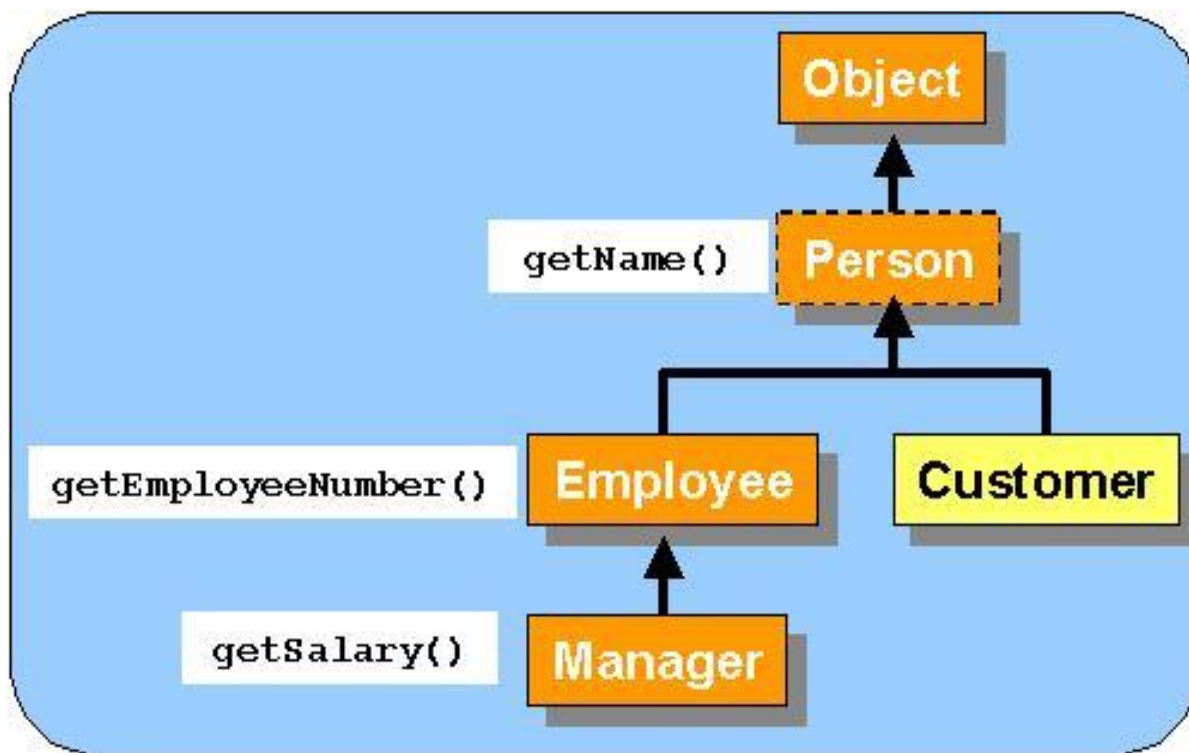 Object
getName()
Person
getEmployeeNumber()
Employee
Customer
getSalary()
Manager